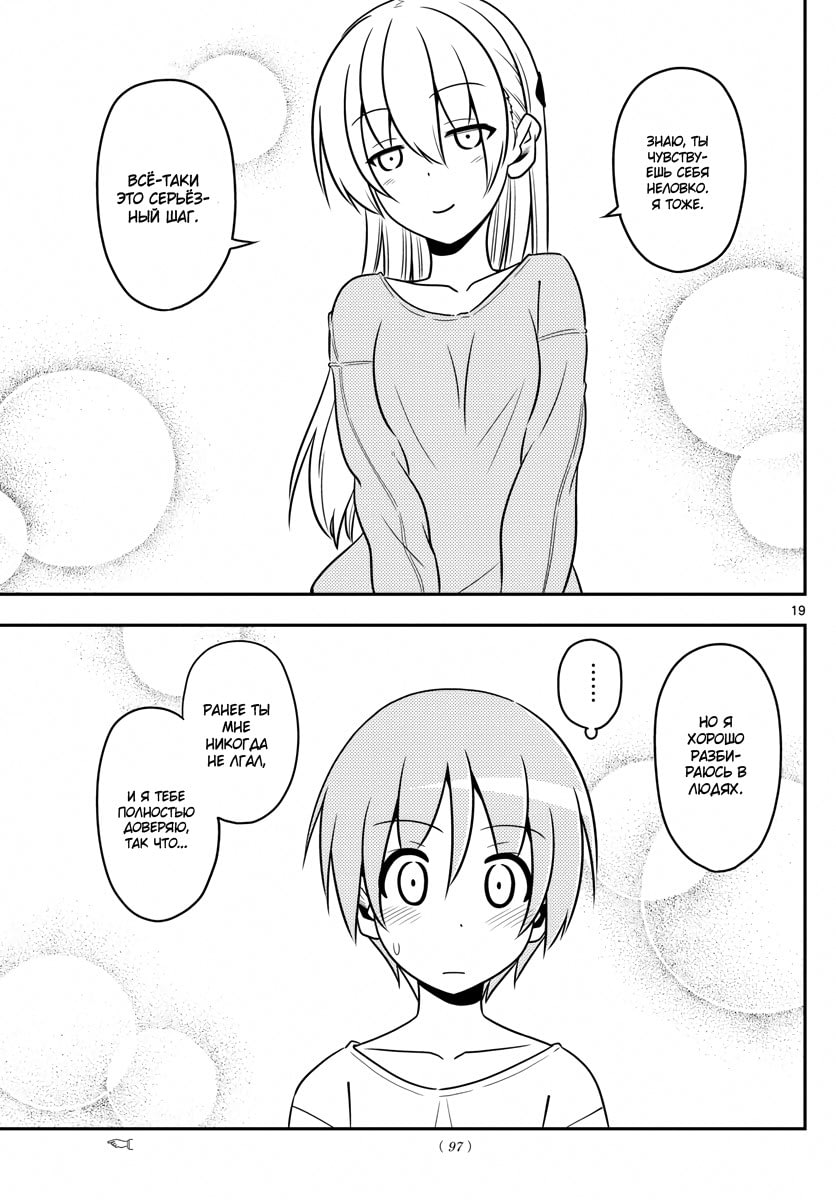 ЗНАЮ, ТЫ
ЧУВСТВУ-
ЕШЬ СЕБЯ
НЕЛОВКО.
Я ТОЖЕ.
ВСЁ-ТАКИ
ЭТО СЕРЬЁЗ-
НЫЙ ШАГ.
19
НО Я
ХОРОШО
РАЗБИ-
РАЮСЬ В
ЛЮДЯХ.
......
РАНЕЕ ТЫ
МНЕ
НИКОГДА
НЕ ЛГАЛ,
И Я ТЕБЕ
ПОЛНОСТЬЮ
ДОВЕРЯЮ,
ТАК ЧТО...
( 97 )